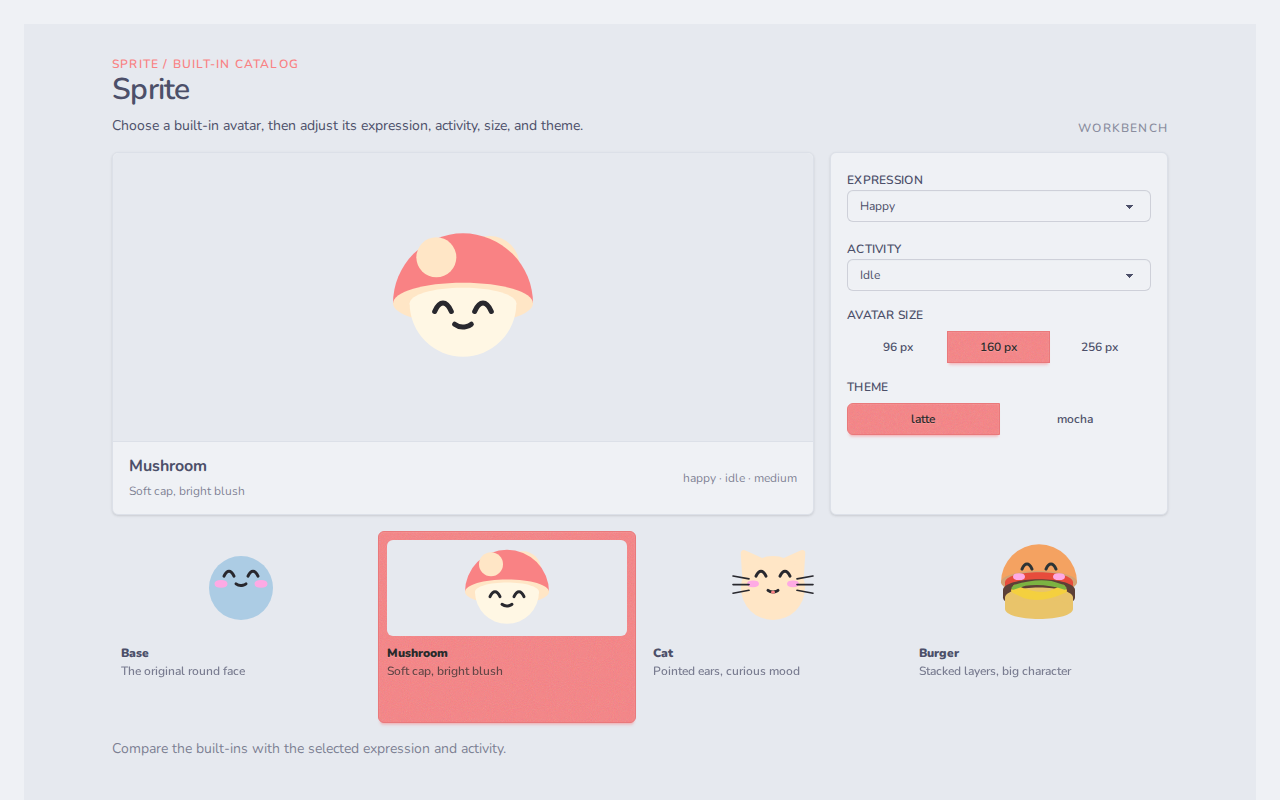 SPRITE / BUILT-IN CATALOG
Sprite
Choose a built-in avatar, then adjust its expression, activity, size, and theme.
WORKBENCH
EXPRESSION
Happy
ACTIVITY
Idle
AVATAR SIZE
96 px
160 px
256 px
THEME
latte
mocha
Mushroom
Soft cap, bright blush
happy · idle · medium
Base
The original round face
Mushroom
Soft cap, bright blush
Cat
Pointed ears, curious mood
Burger
Stacked layers, big character
Compare the built-ins with the selected expression and activity.